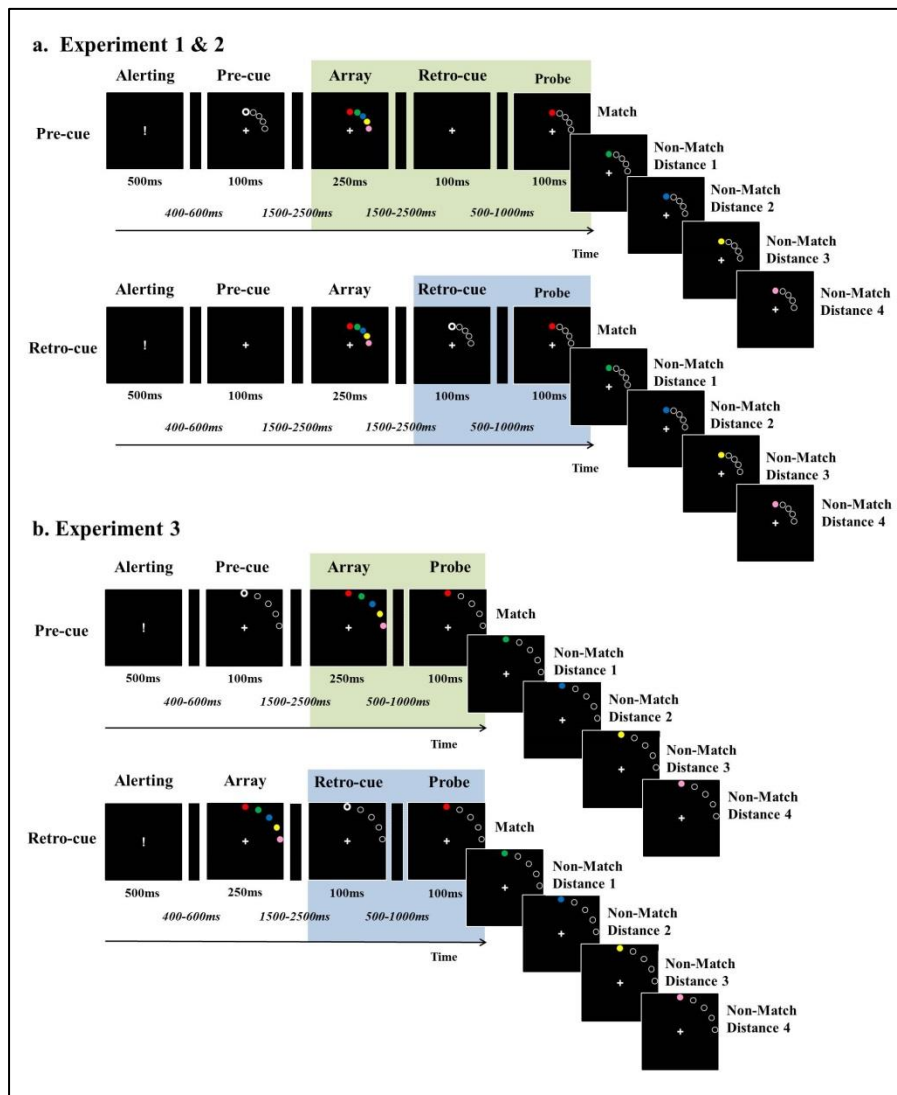 a. Experiment 1 & 2
Alerting Pre-cue Array Retro-cue Probe
Pre-cue
!
Match
Non-Match
Distance 1
Non-Match
Distance 2
Non-Match
Distance 3
Non-Match
Distance 4
500ms 100ms 250ms 100ms 100ms
400-600ms 1500-2500ms 1500-2500ms 500-1000ms
Time
Alerting Pre-cue Array Retro-cue Probe
Retro-cue
!
Match
Non-Match
Distance 1
Non-Match
Distance 2
Non-Match
Distance 3
Non-Match
Distance 4
500ms 100ms 250ms 100ms 100ms
400-600ms 1500-2500ms 1500-2500ms 500-1000ms
Time
b. Experiment 3
Alerting Pre-cue Array Probe
Pre-cue
!
Match
Non-Match
Distance 1
Non-Match
Distance 2
Non-Match
Distance 3
Non-Match
Distance 4
500ms 100ms 250ms 100ms
400-600ms 1500-2500ms 500-1000ms
Time
Alerting Array Retro-cue Probe
Retro-cue
!
Match
Non-Match
Distance 1
Non-Match
Distance 2
Non-Match
Distance 3
Non-Match
Distance 4
500ms 250ms 100ms 100ms
400-600ms 1500-2500ms 500-1000ms
Time